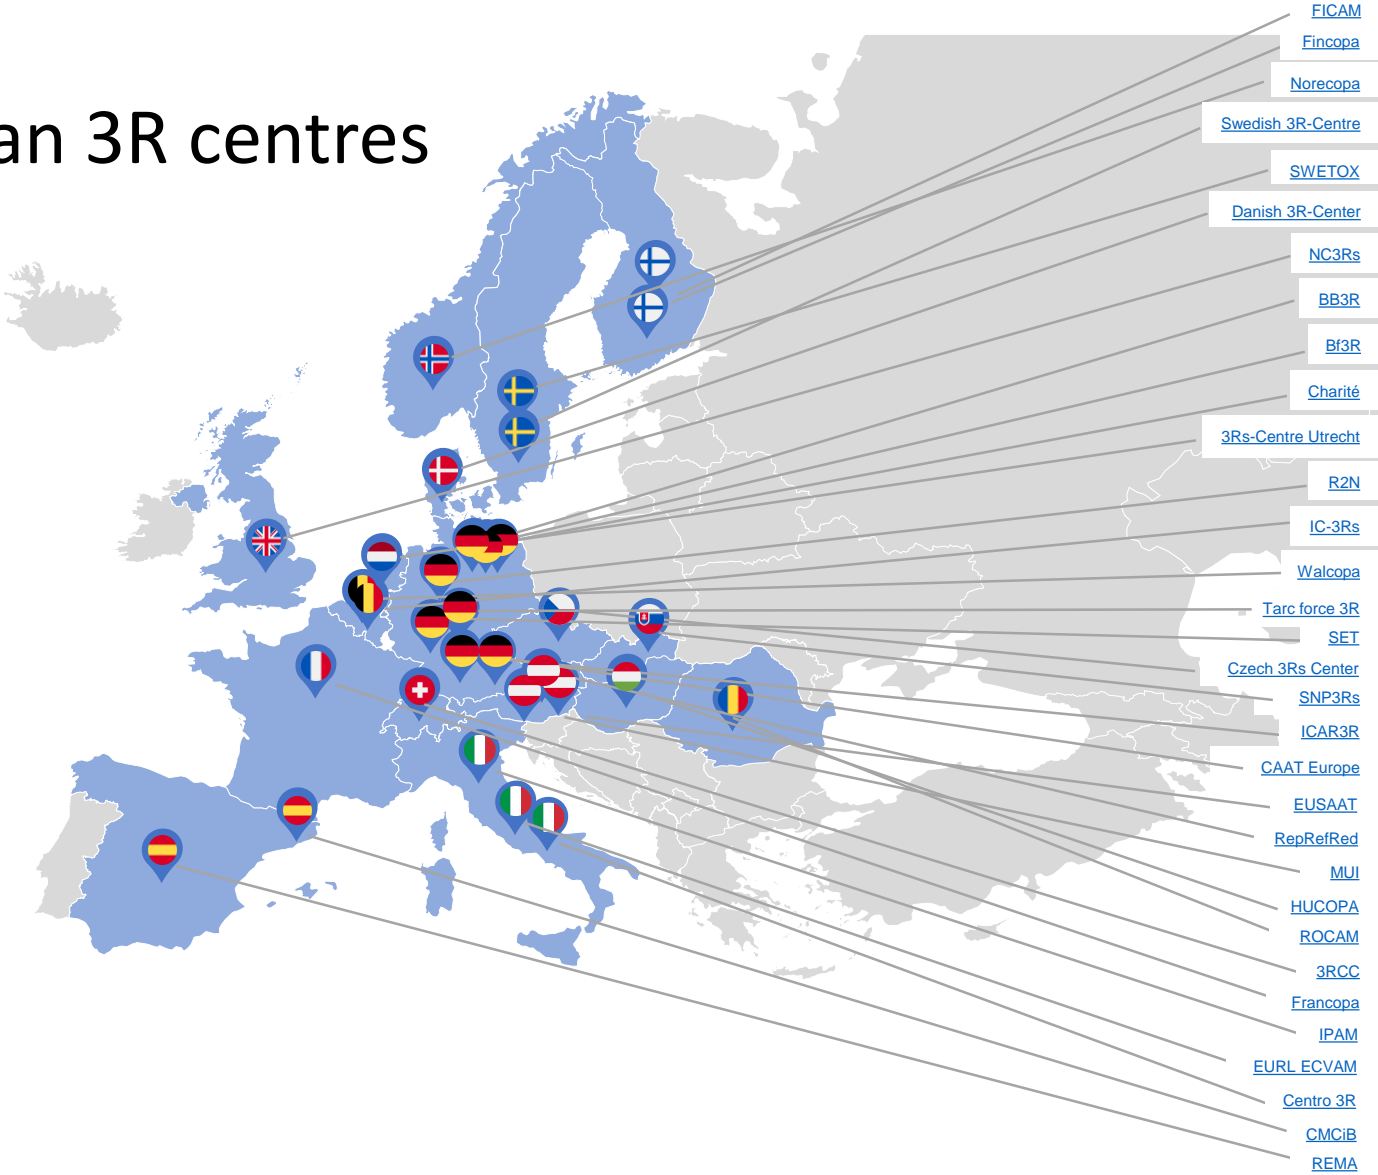 an 3R centres
FICAM
Fincopa
Norecopa
Swedish 3R-Centre
SWETOX
Danish 3R-Center
NC3Rs
BB3R
Bf3R
Charité
3Rs-Centre Utrecht
R2N
IC-3Rs
Walcopa
Tarc force 3R
SET
Czech 3Rs Center
SNP3Rs
ICAR3R
CAAT Europe
EUSAAT
RepRefRed
MUI
HUCOPA
ROCAM
3RCC
Francopa
IPAM
EURL ECVAM
Centro 3R
CMCiB
REMA